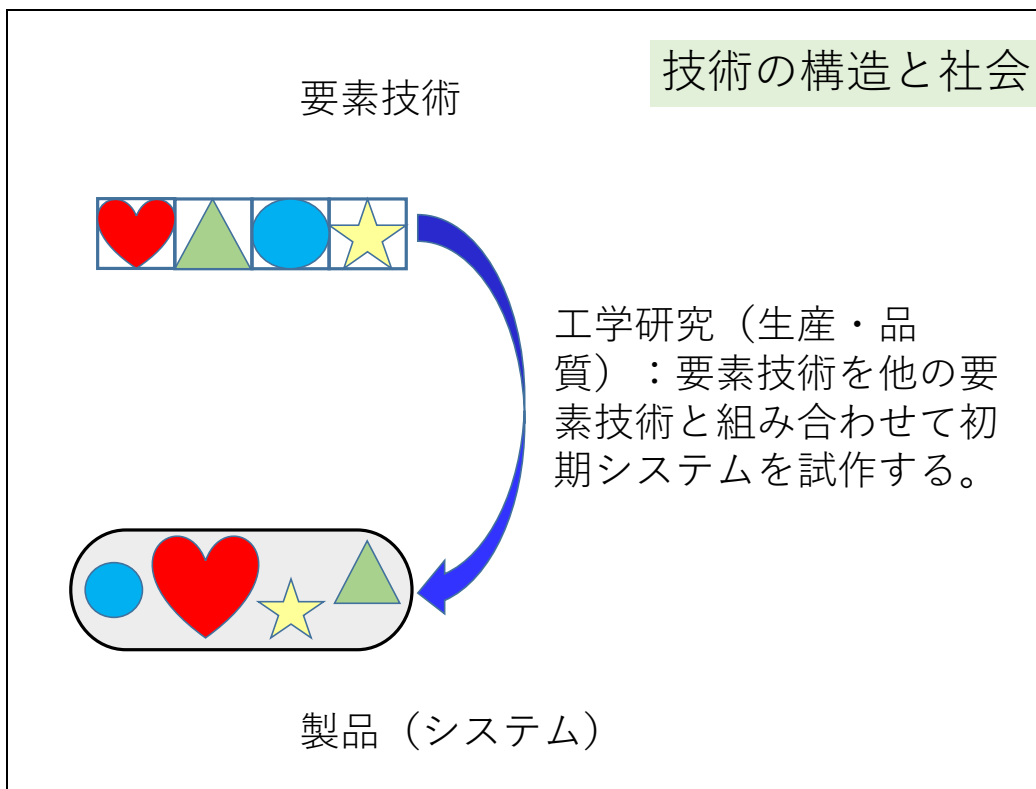 技術の構造と社会
要素技術
工学研究（生産・品
質）：要素技術を他の要
素技術と組み合わせて初
期システムを試作する。
製品（システム）